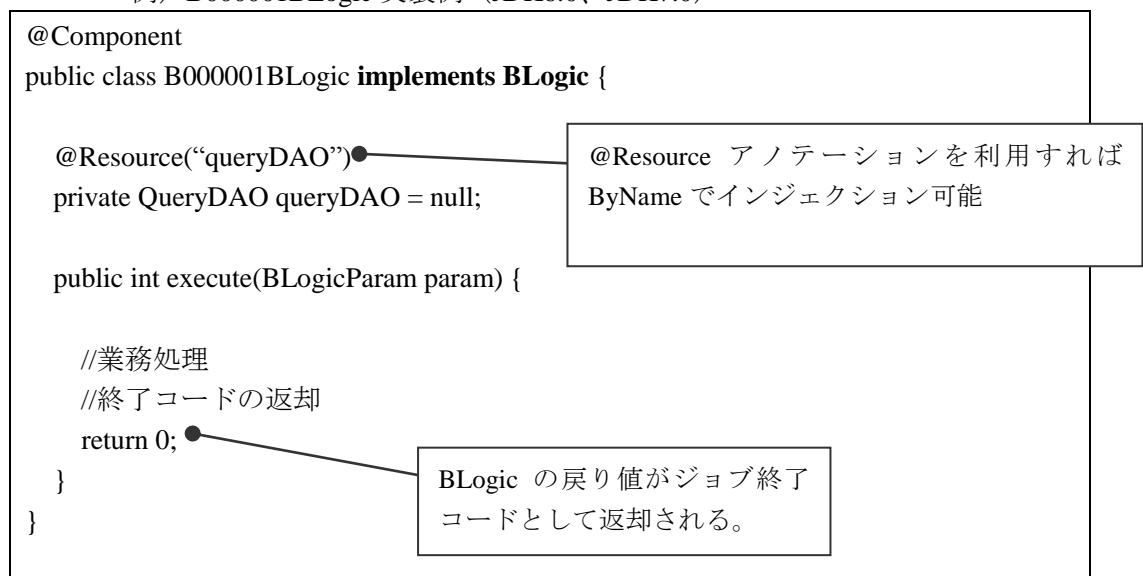 @Component
public class B000001BLogic implements BLogic {
@Resource(“queryDAO”)
private QueryDAO queryDAO = null;
@Resource アノテーションを利用すれば
ByName でインジェクション可能
public int execute(BLogicParam param) {
//業務処理
//終了コードの返却
return 0;
}
BLogic の戻り値がジョブ終了
コードとして返却される。
}